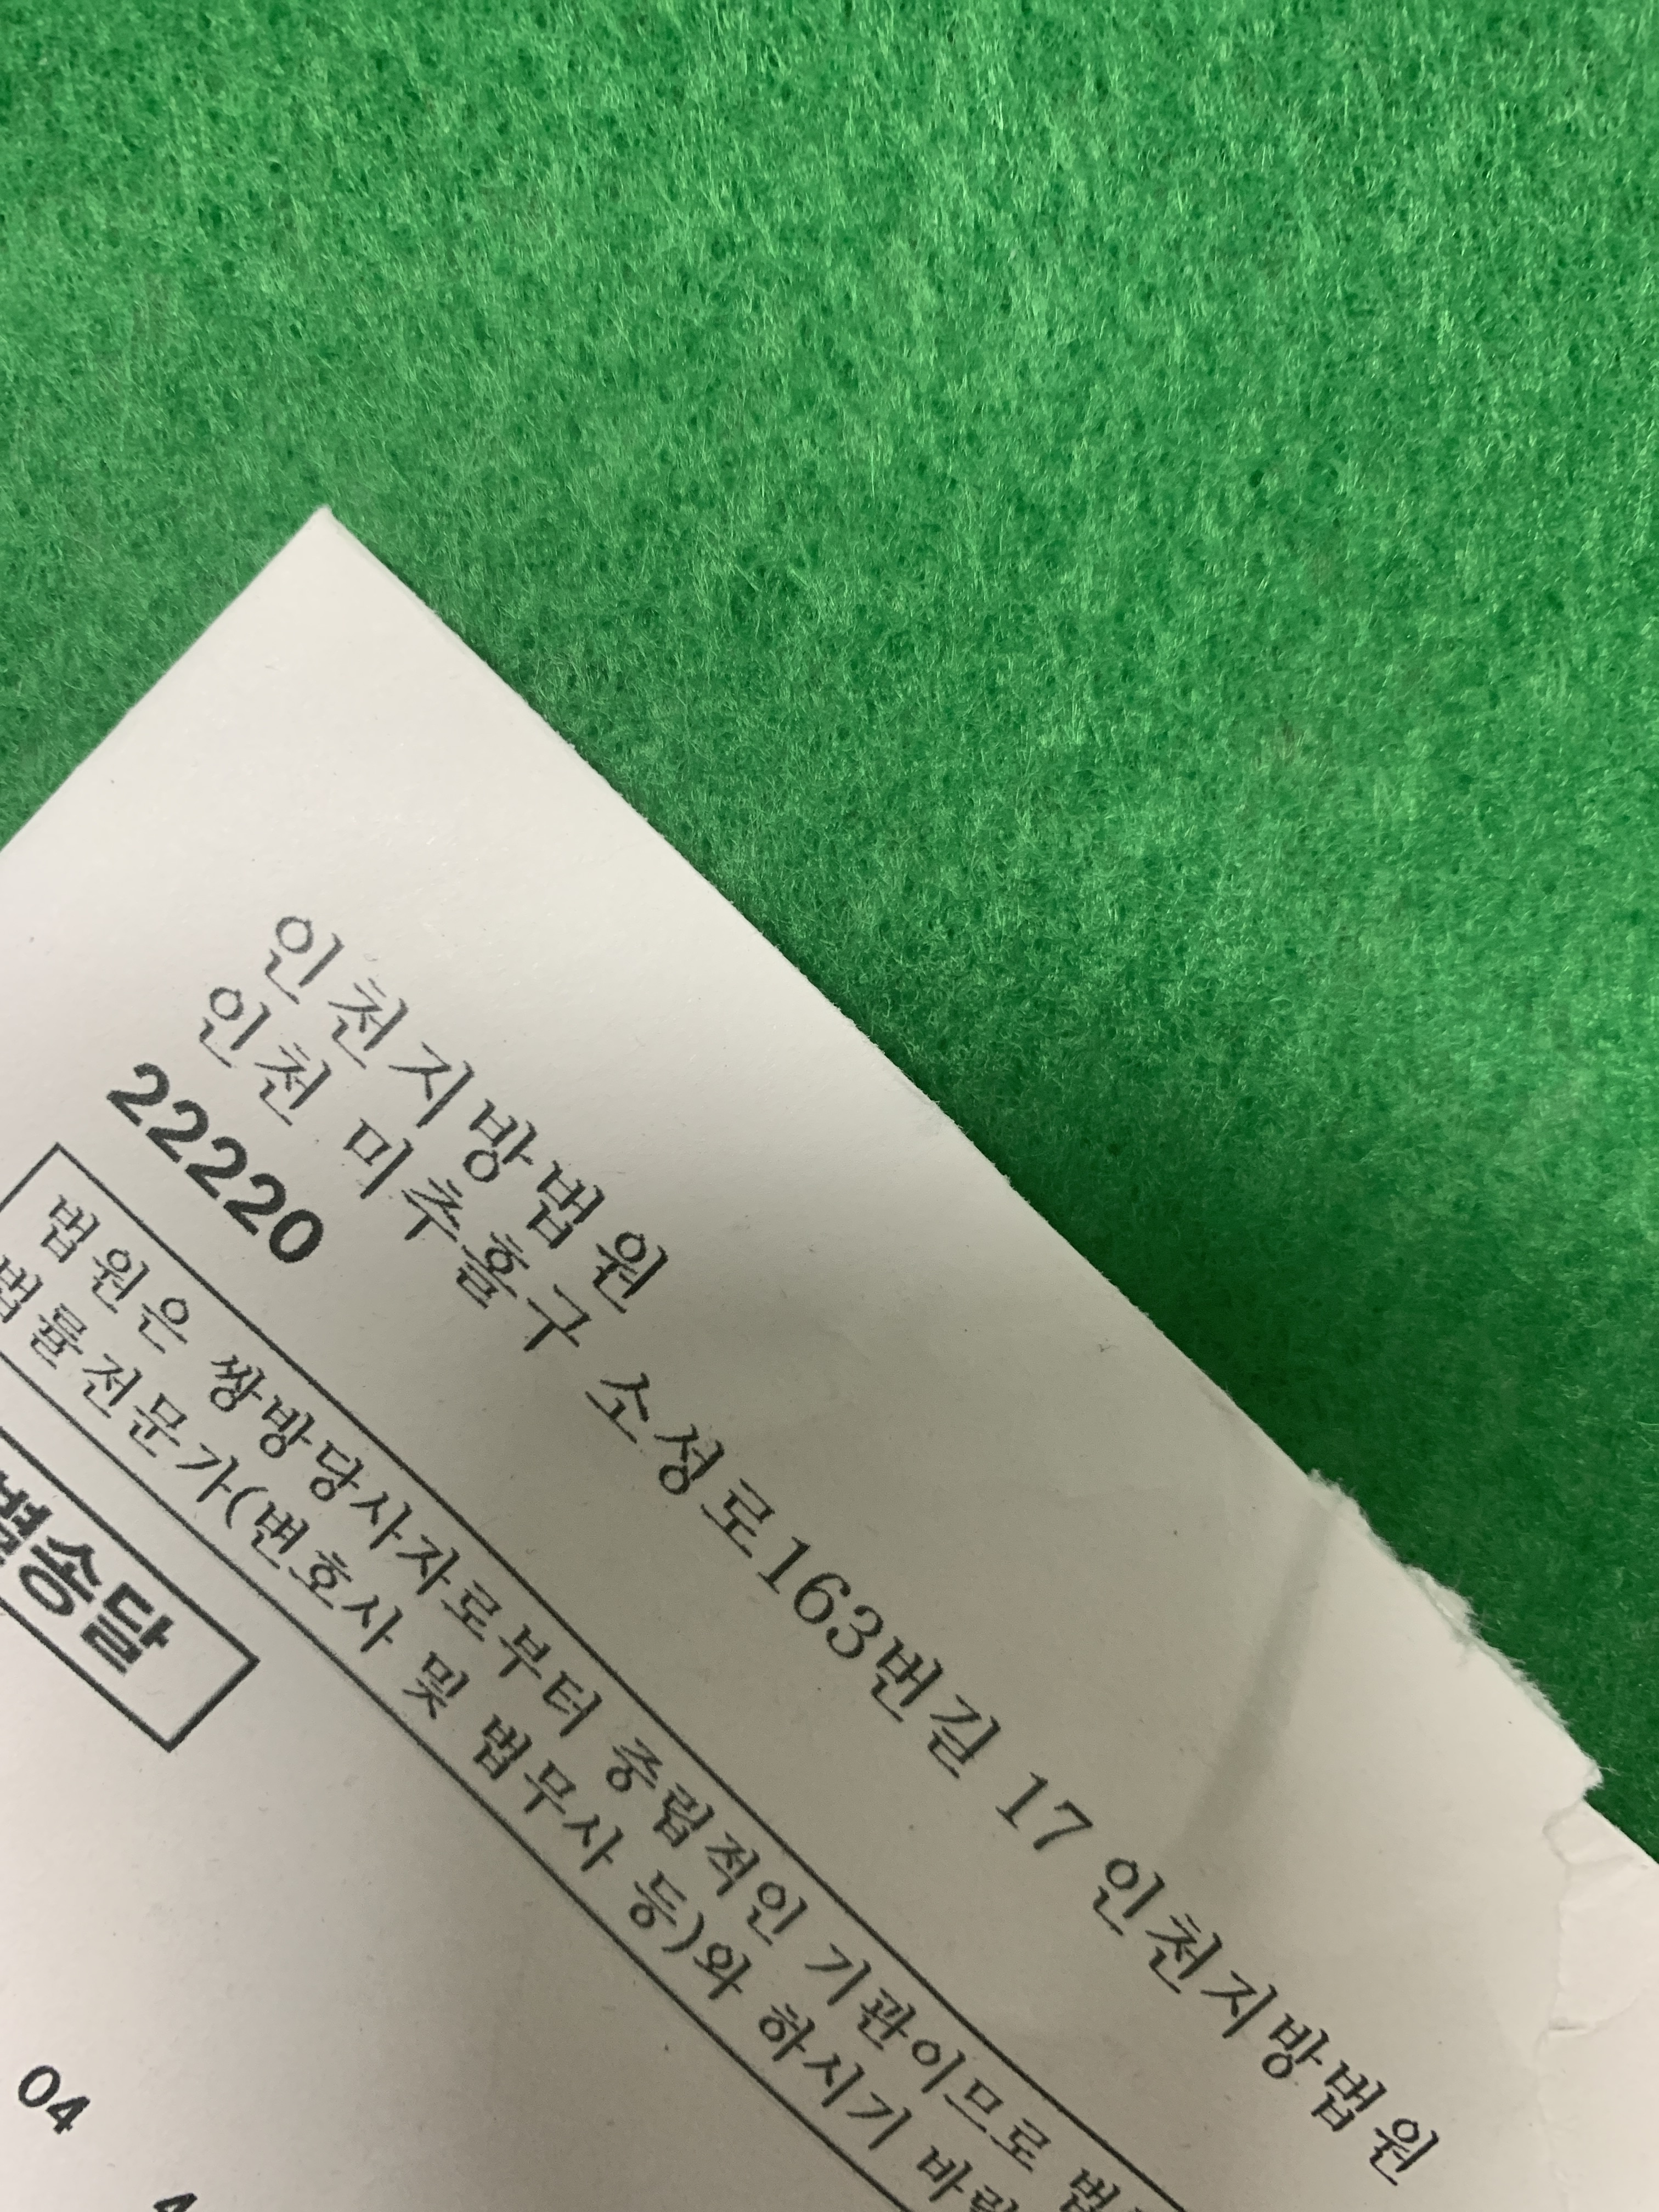 인천지방법원
인천 미추홀구 소성로163번길 17 인천지방법원
22220
법원은 쌍방당사자로부터 중립적인 기관이므로
법률전문가(변호사 및 법무사 등)와 하시기
송달
04